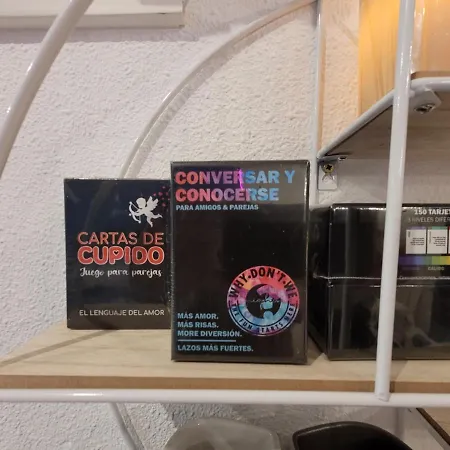 CARTAS DE
CUPIDO
Juego para parejas
EL LENGUAJE DEL AMOR
CONVERSAR Y
CONOCERSE
PARA AMIGOS & PAREJAS
WHY DON'T WE
MÁS AMOR.
MÁS RISAS.
MORE DIVERSIÓN.
LAZOS MÁS FUERTES.
150 TARJET